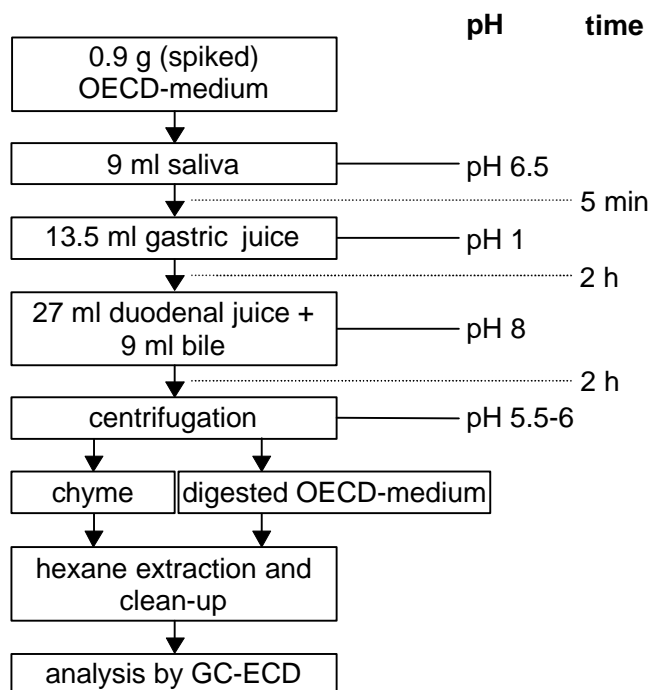 pH time
0.9 g (spiked)
OECD-medium
9 ml saliva
pH 6.5
5 min
13.5 ml gastric juice
pH 1
2 h
27 ml duodenal juice +
9 ml bile
pH 8
2 h
centrifugation
pH 5.5-6
chyme
digested OECD-medium
hexane extraction and
clean-up
analysis by GC-ECD